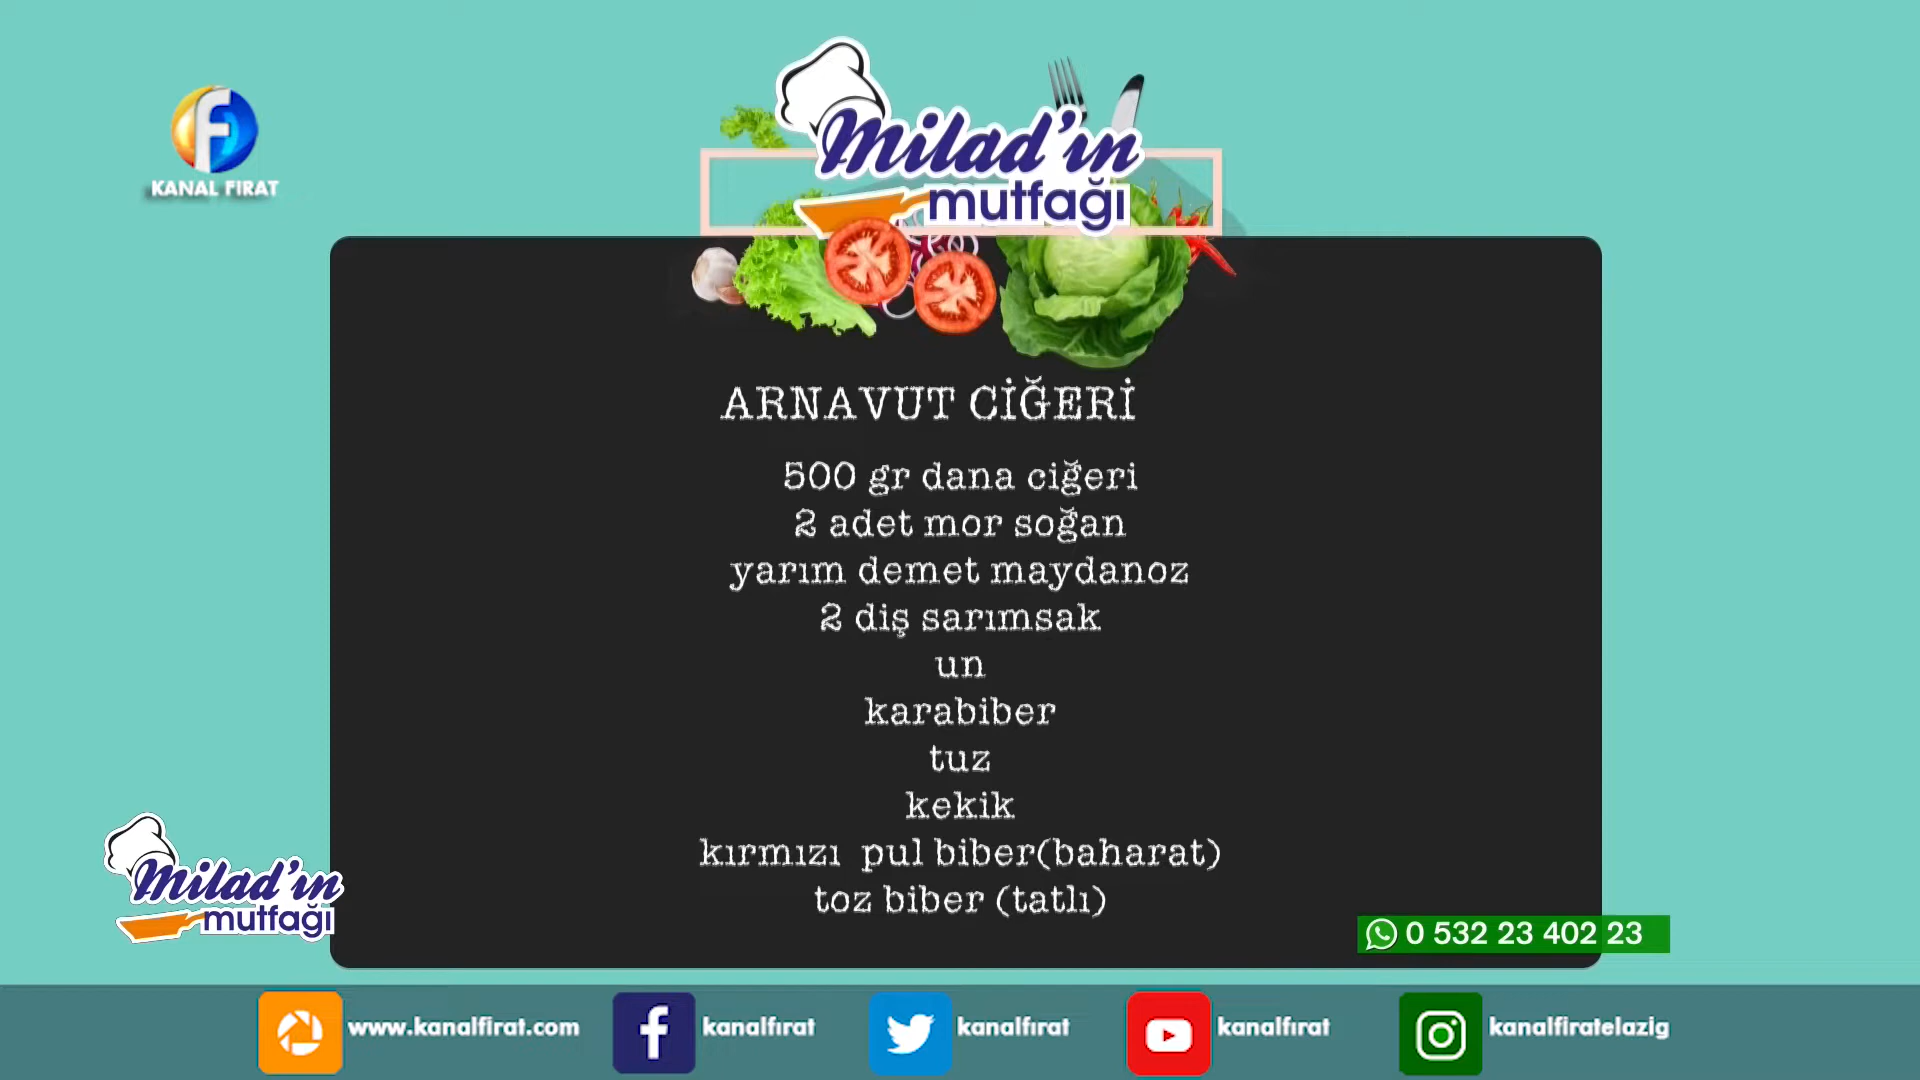 KANAL FIRAT
Milad'ın
mutfağı
ARNAVUT CİĞERİ
500 gr dana ciğeri
2 adet mor soğan
yarım demet maydanoz
2 diş sarımsak
un
karabiber
tuz
kekik
kırmızı pul biber(baharat)
toz biber (tatlı)
Milad'ın
mutfağı
0 532 23 402 23
www.kanalfirat.com
kanalfırat
kanalfırat
kanalfırat
kanalfiratelazig